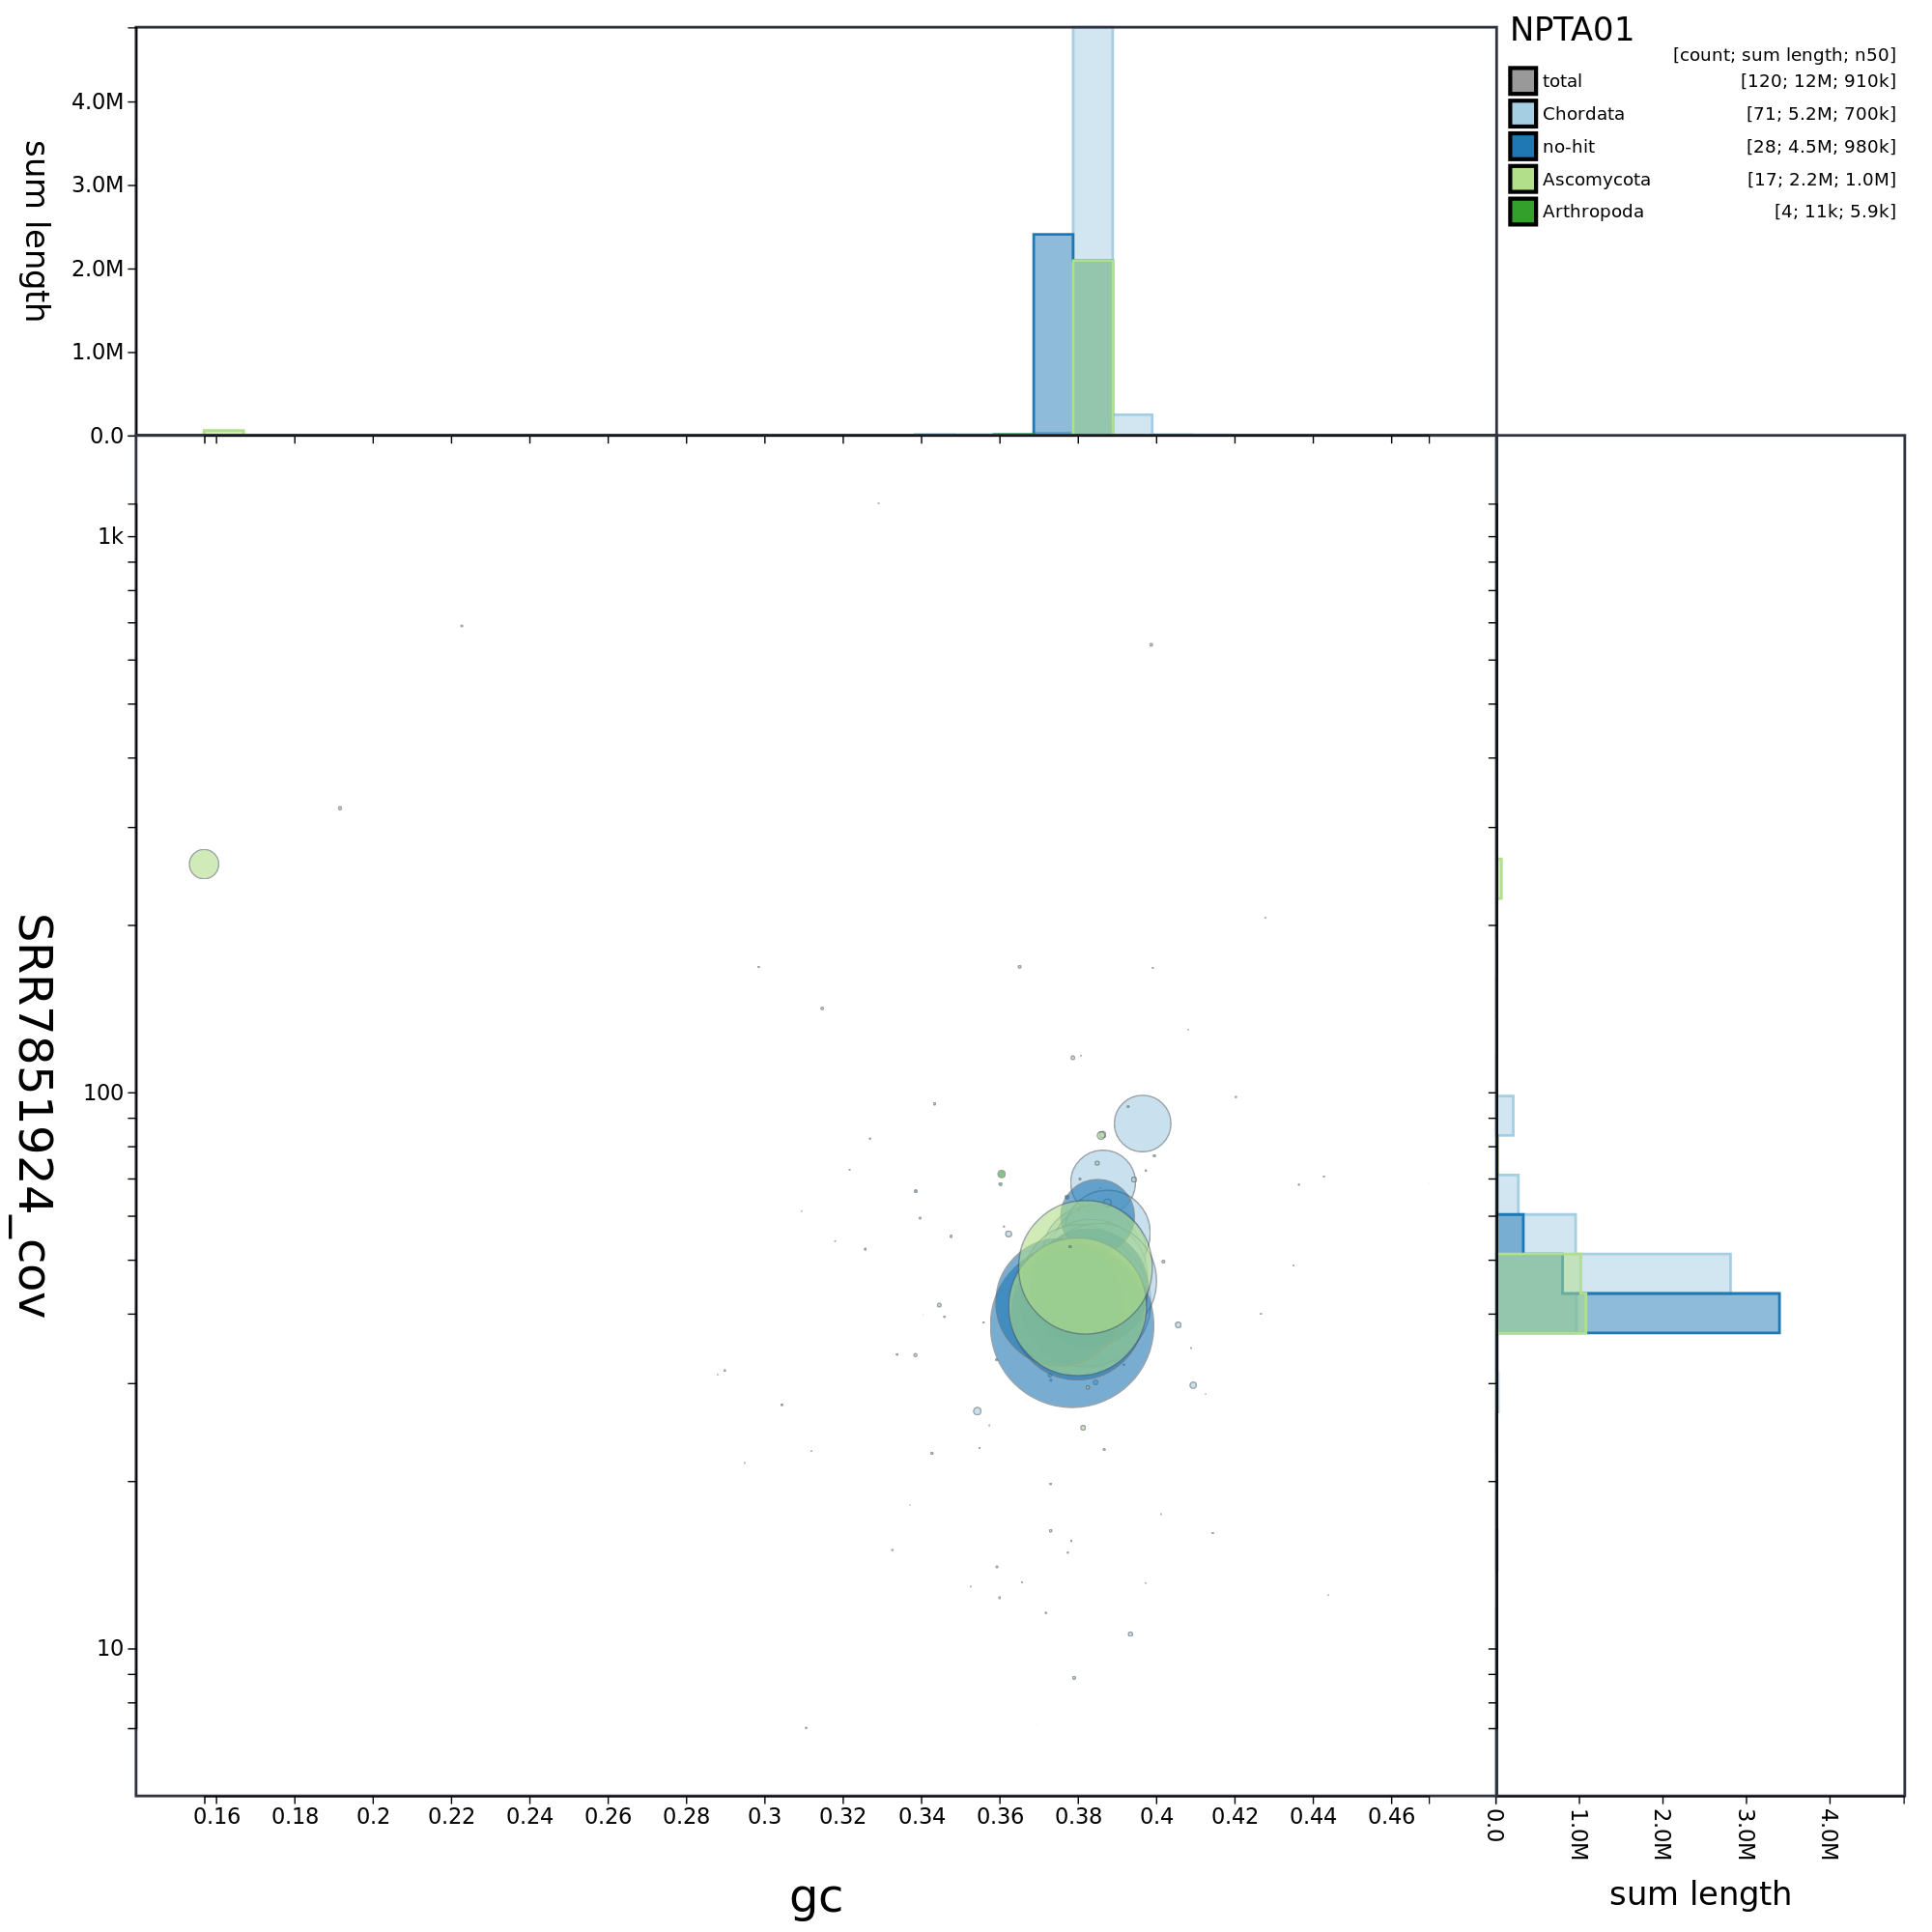 NPTA01
[count; sum length; n50]
total [120; 12M; 910k]
Chordata [71; 5.2M; 700k]
no-hit [28; 4.5M; 980k]
Ascomycota [17; 2.2M; 1.0M]
Arthropoda [4; 11k; 5.9k]
sum length
4.0M
3.0M
2.0M
1.0M
0.0
SRR7851924_cov
1k
100
10
0.16 0.18 0.2 0.22 0.24 0.26 0.28 0.3 0.32 0.34 0.36 0.38 0.4 0.42 0.44 0.46
gc
0.0 1.0M 2.0M 3.0M 4.0M
sum length